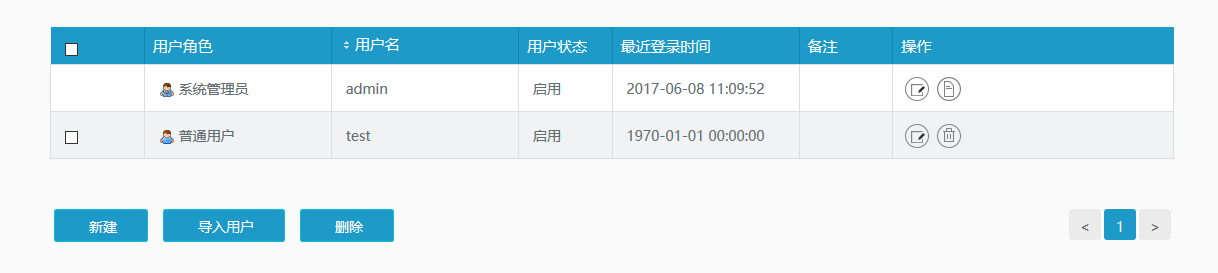 用户角色 用户名 用户状态 最近登录时间 备注 操作
系统管理员 admin 启用 2017-06-08 11:09:52
普通用户 test 启用 1970-01-01 00:00:00
新建 导入用户 删除 < 1 >